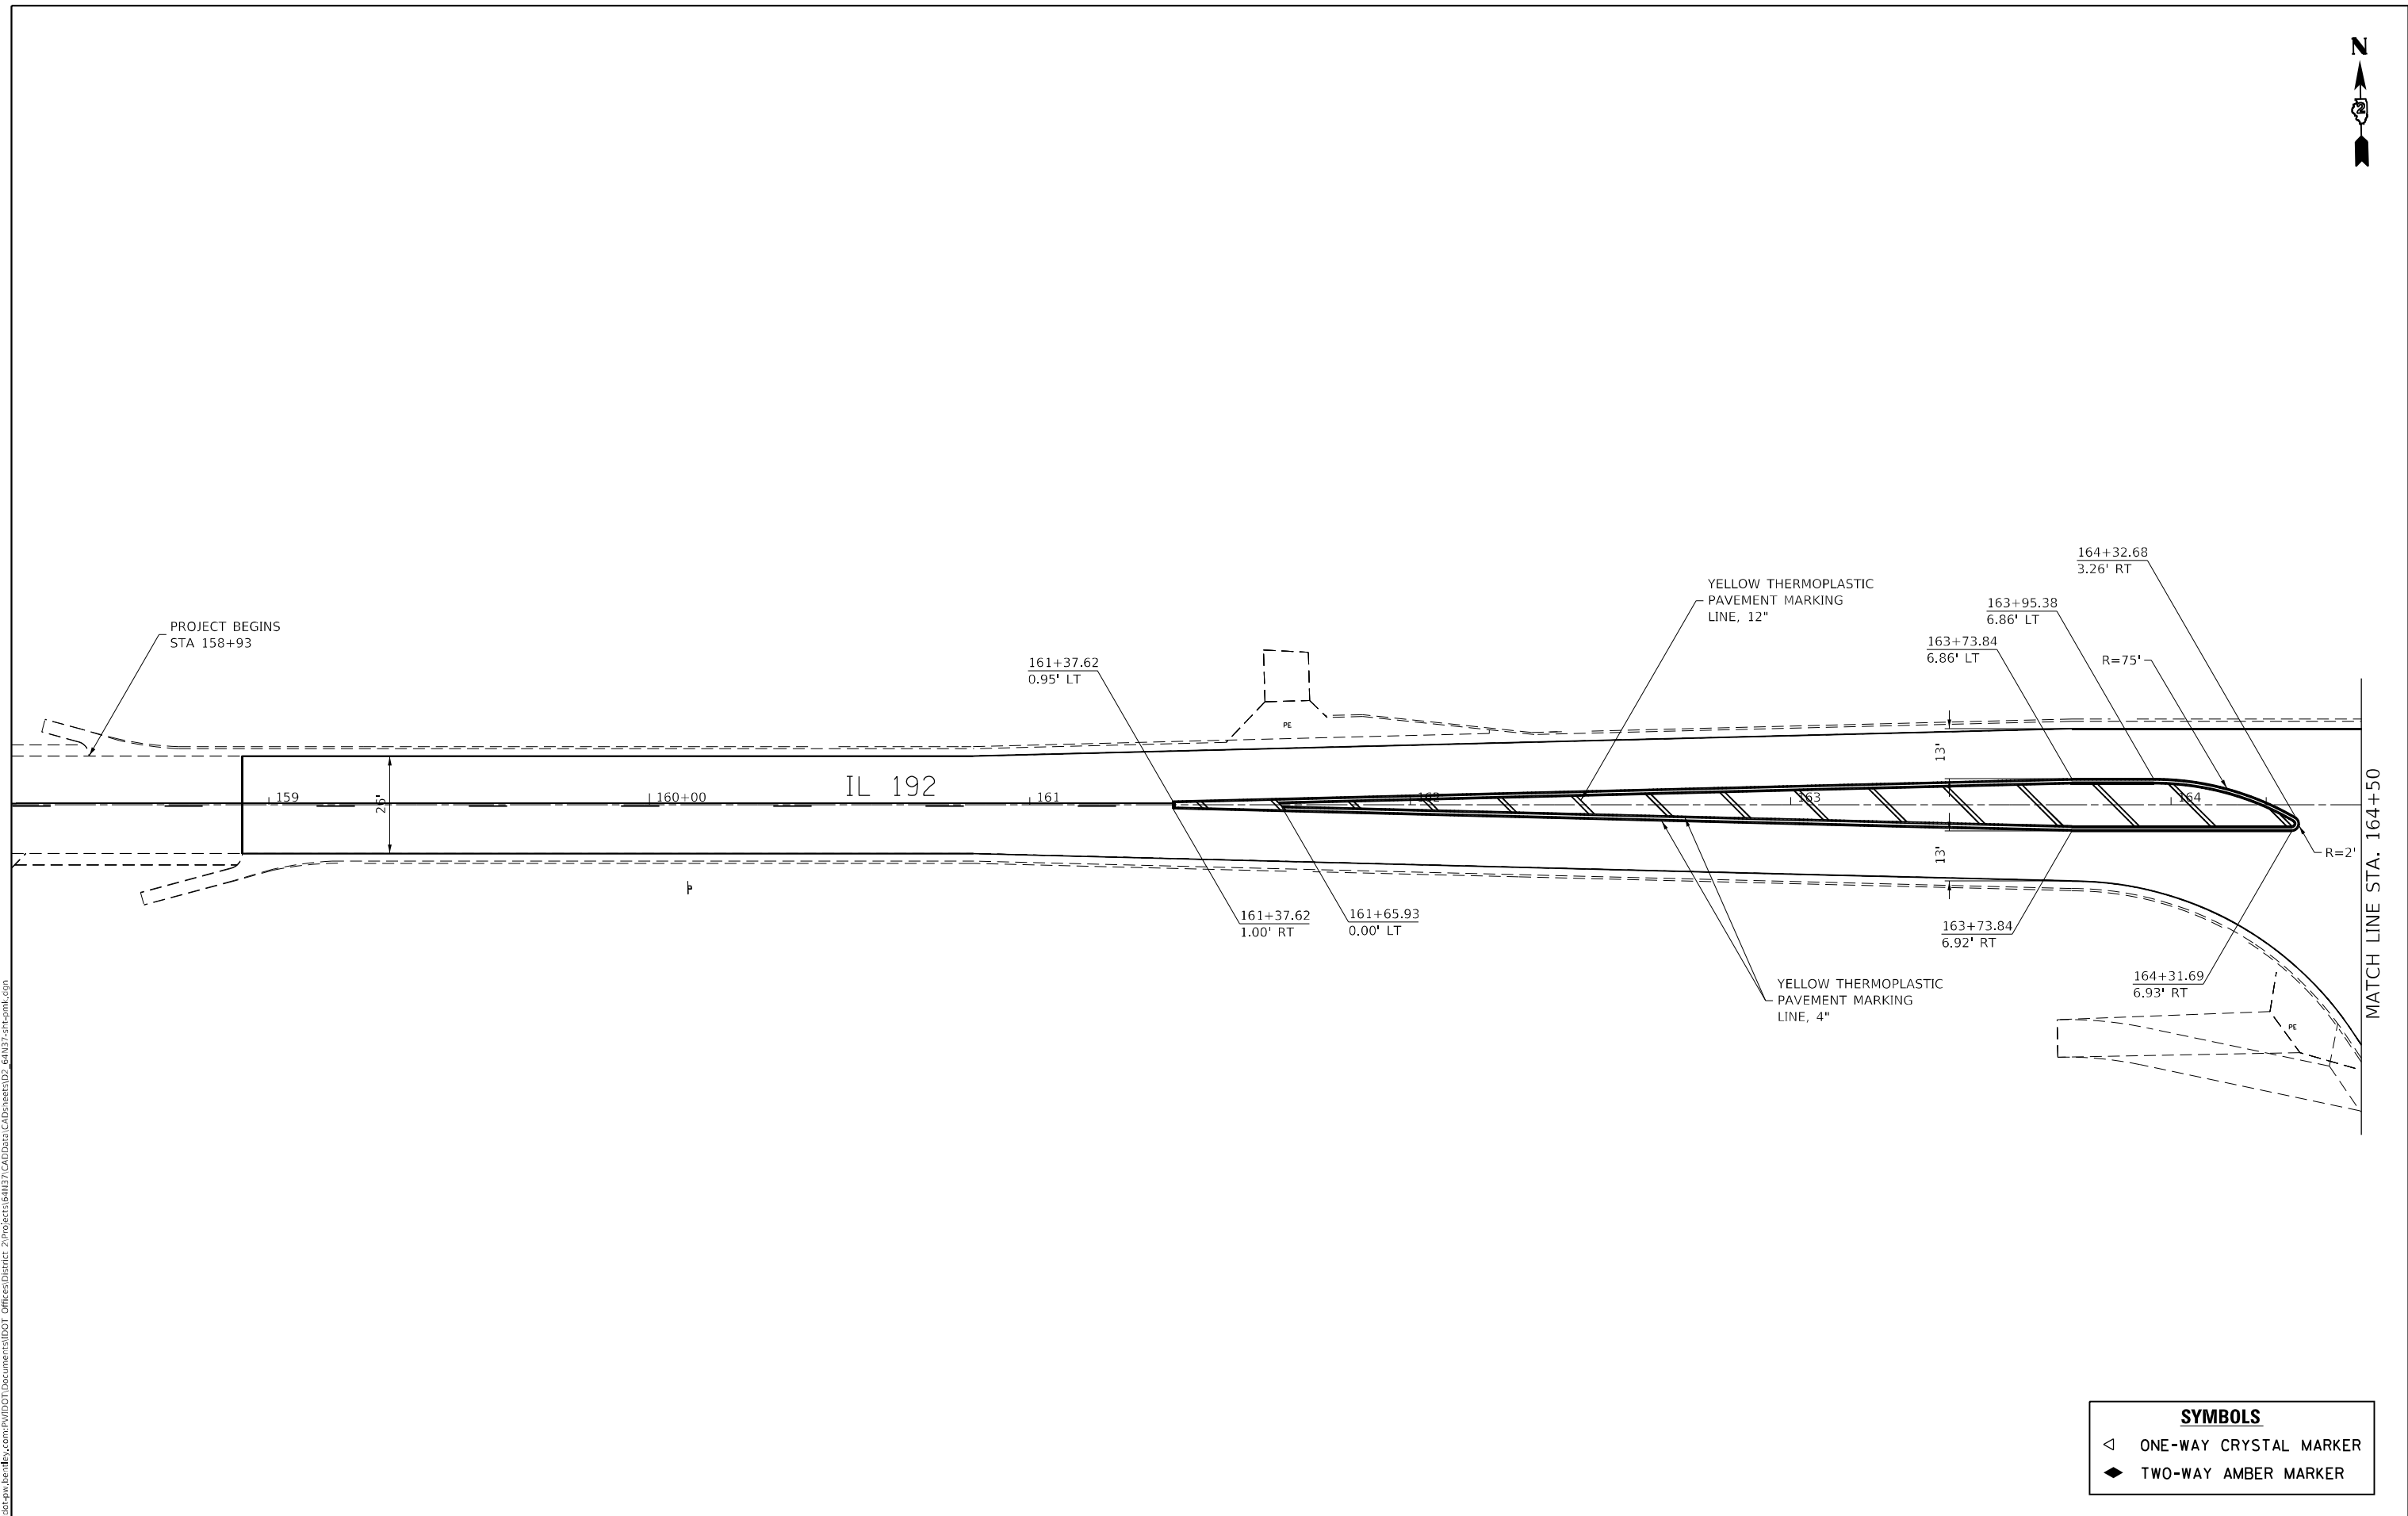 N
2
164+32.68
3.26' RT
YELLOW THERMOPLASTIC
PAVEMENT MARKING
LINE, 12"
163+95.38
6.86' LT
PROJECT BEGINS
STA 158+93
163+73.84
6.86' LT
R=75'
161+37.62
0.95' LT
PE
13'
IL 192
159
26'
160+00
161
162
163
164
13'
R=2'
MATCH LINE STA. 164+50
161+37.62
1.00' RT
161+65.93
0.00' LT
163+73.84
6.92' RT
164+31.69
6.93' RT
YELLOW THERMOPLASTIC
PAVEMENT MARKING
LINE, 4"
PE
SYMBOLS
ONE-WAY CRYSTAL MARKER
TWO-WAY AMBER MARKER